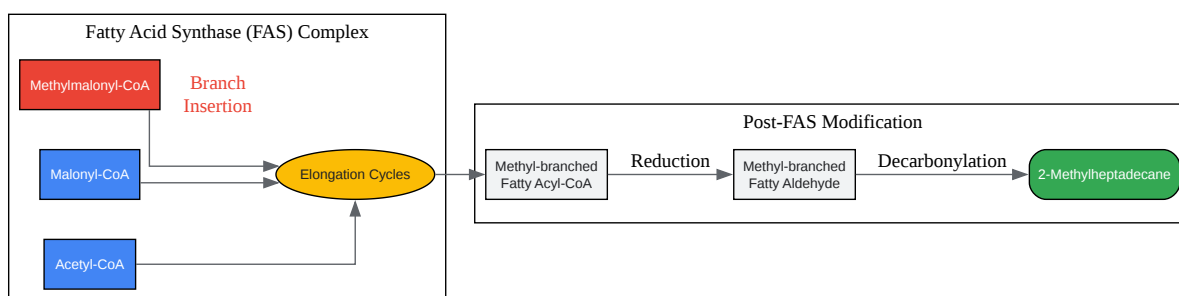 Fatty Acid Synthase (FAS) Complex
Methylmalonyl-CoA
Branch
Insertion
Malonyl-CoA
Elongation Cycles
Acetyl-CoA
Post-FAS Modification
Methyl-branched
Fatty Acyl-CoA
Reduction
Methyl-branched
Fatty Aldehyde
Decarbonylation
2-Methylheptadecane